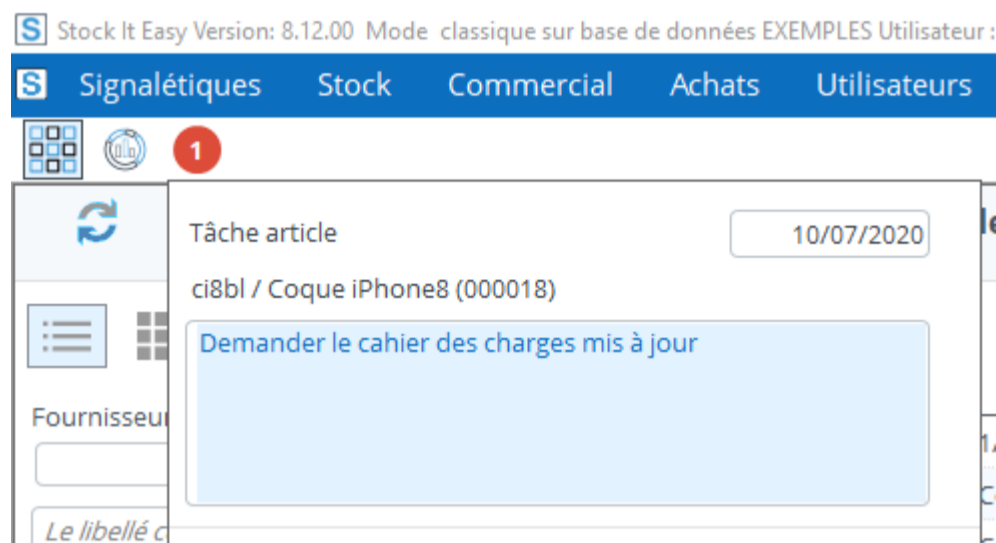 S Stock It Easy Version: 8.12.00 Mode classique sur base de données EXEMPLES Utilisateur :
S Signalétiques Stock Commercial Achats Utilisateurs
1
Tâche article 10/07/2020
ci8bl / Coque iPhone8 (000018)
Demander le cahier des charges mis à jour
Fournisseur
Le libellé